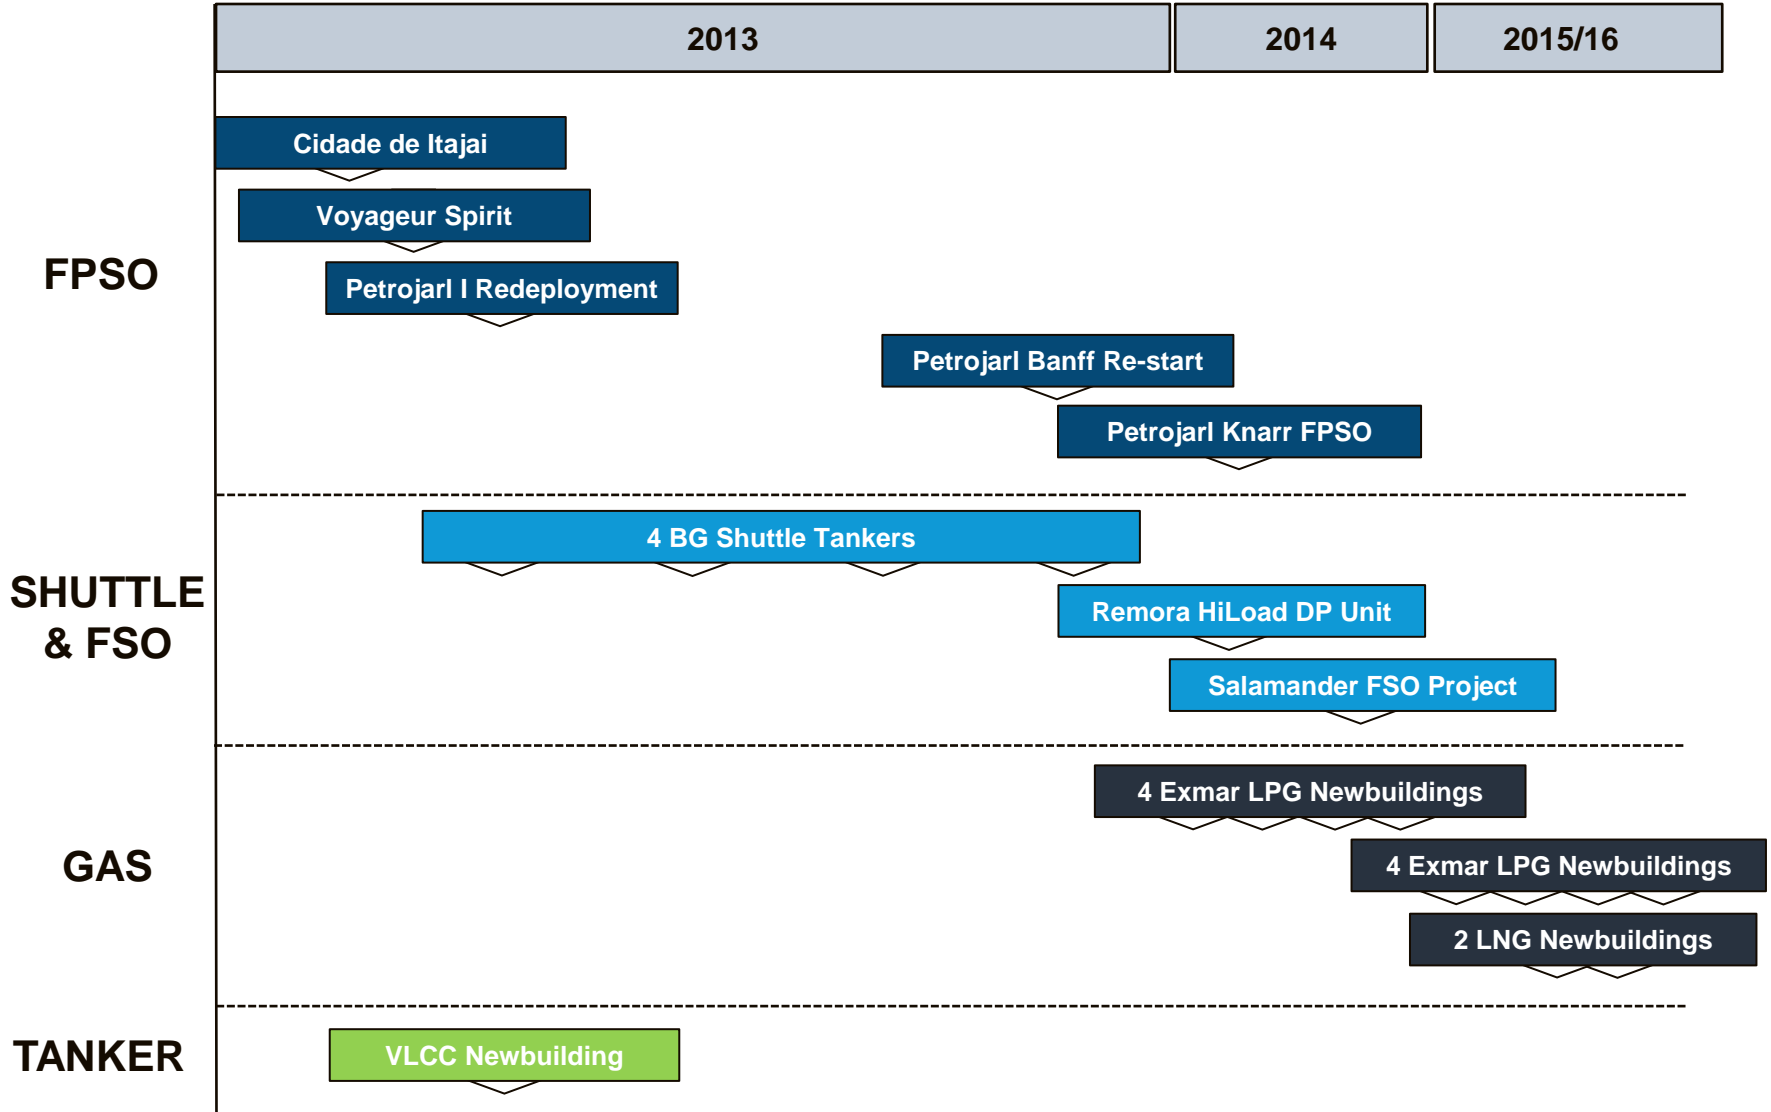 2013
2014
2015/16
FPSO
Cidade de Itajai
Voyageur Spirit
Petrojarl I Redeployment
Petrojarl Banff Re-start
Petrojarl Knarr FPSO
SHUTTLE
& FSO
4 BG Shuttle Tankers
Remora HiLoad DP Unit
Salamander FSO Project
GAS
4 Exmar LPG Newbuildings
4 Exmar LPG Newbuildings
2 LNG Newbuildings
TANKER
VLCC Newbuilding